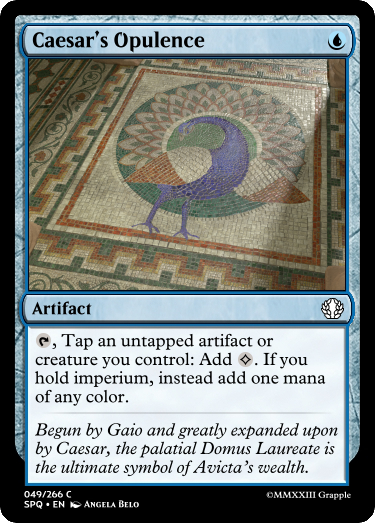 Caesar's Opulence
Artifact
, Tap an untapped artifact or
creature you control: Add . If you
hold imperium, instead add one mana
of any color.
Begun by Gaio and greatly expanded upon
by Caesar, the palatial Domus Laureate is
the ultimate symbol of Avicta's wealth.
049/266 C
SPQ • EN Angela Belo
©MMXXIII Grapple